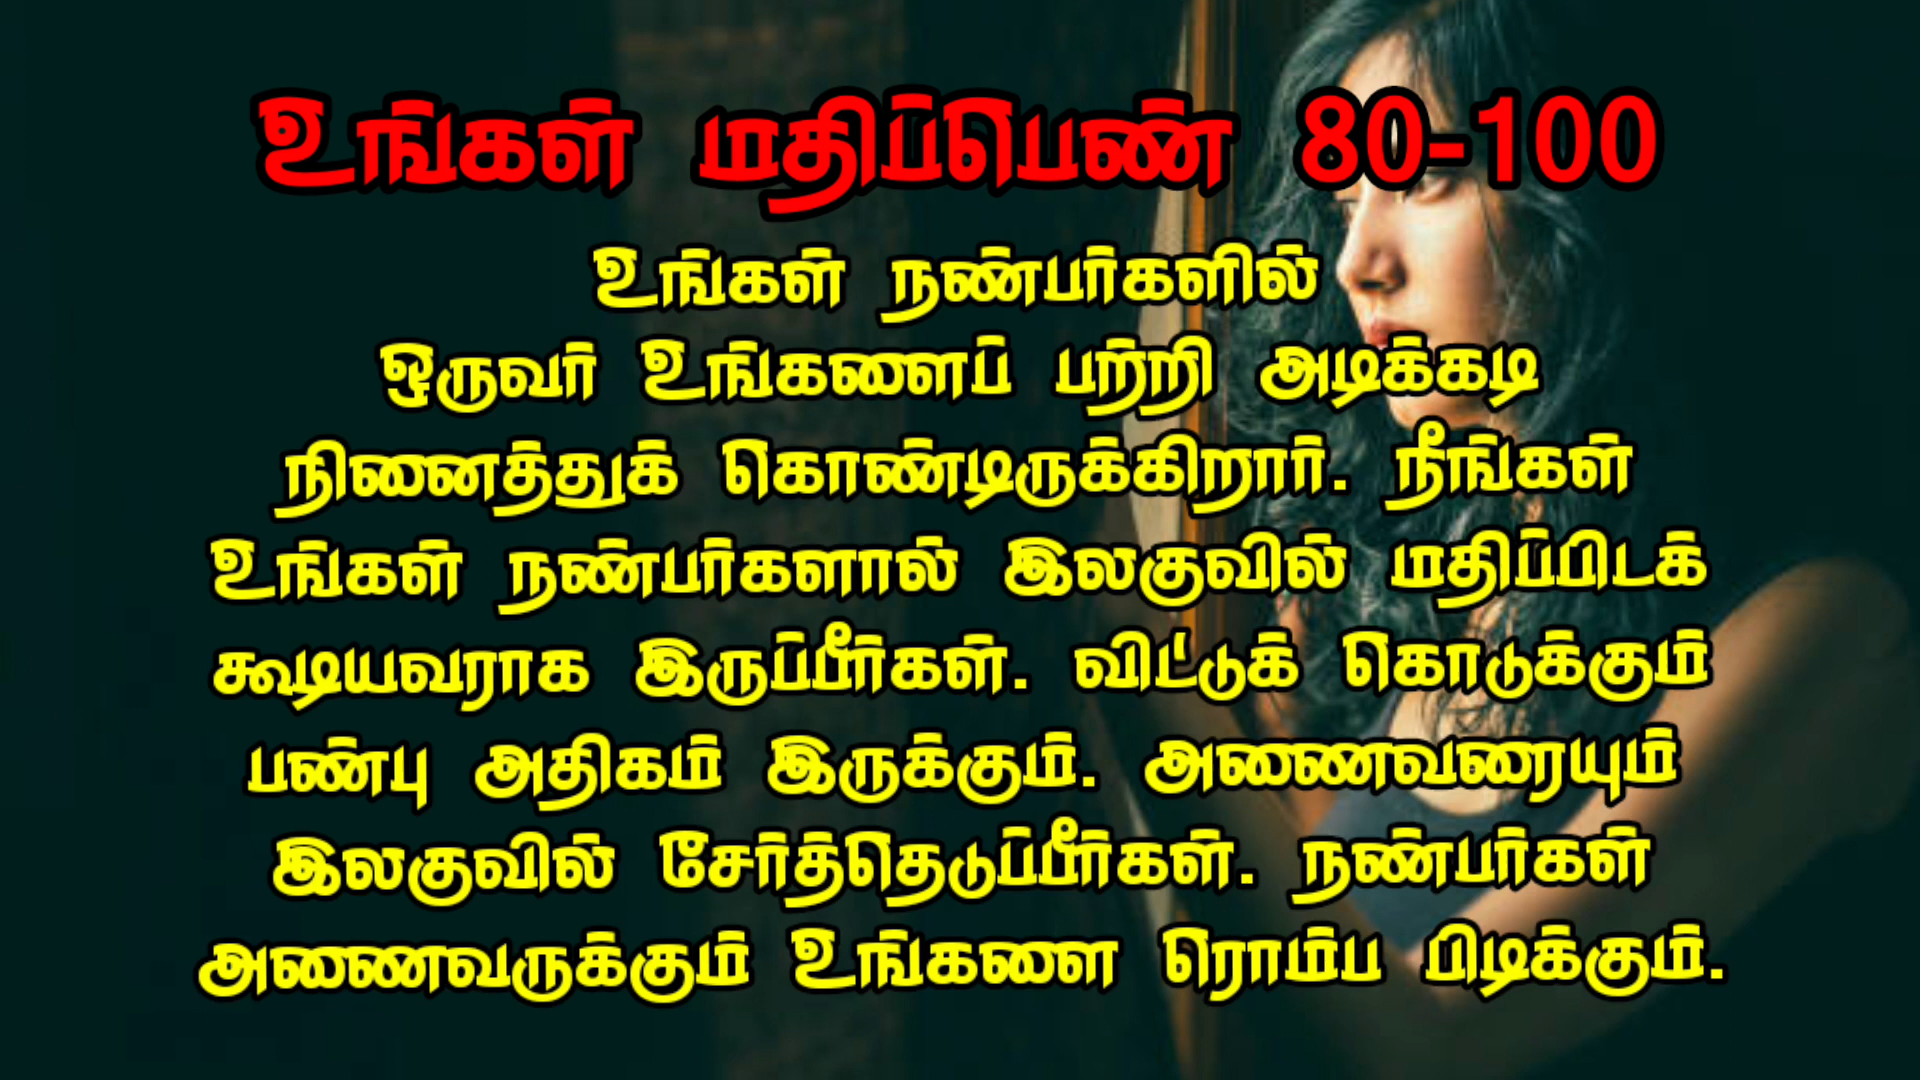 உங்கள் மதிப்பெண் 80-100
உங்கள் நண்பர்களில்
ஒருவர் உங்களைப் பற்றி அடிக்கடி
நினைத்துக் கொண்டிருக்கிறார். நீங்கள்
உங்கள் நண்பர்களால் இலகுவில் மதிப்பிடக்
கூடியவராக இருப்பீர்கள். விட்டுக் கொடுக்கும்
பண்பு அதிகம் இருக்கும். அணைவரையும்
இலகுவில் சேர்த்தெடுப்பீர்கள். நண்பர்கள்
அணைவருக்கும் உங்களை ரொம்ப பிடிக்கும்.